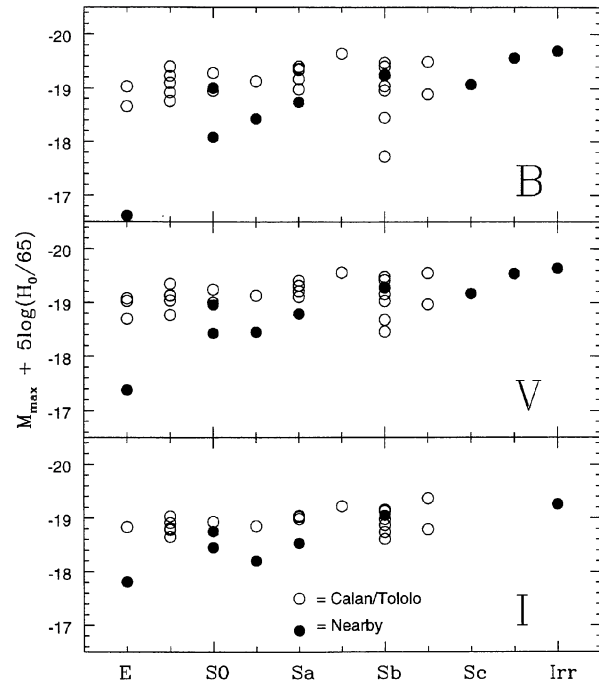 -20
-19
-18
-17
B
-20
-19
-18
-17
V
-20
-19
-18
-17
I
M_max + 5log(H_0/65)
○ = Calan/Tololo
● = Nearby
E S0 Sa Sb Sc Irr